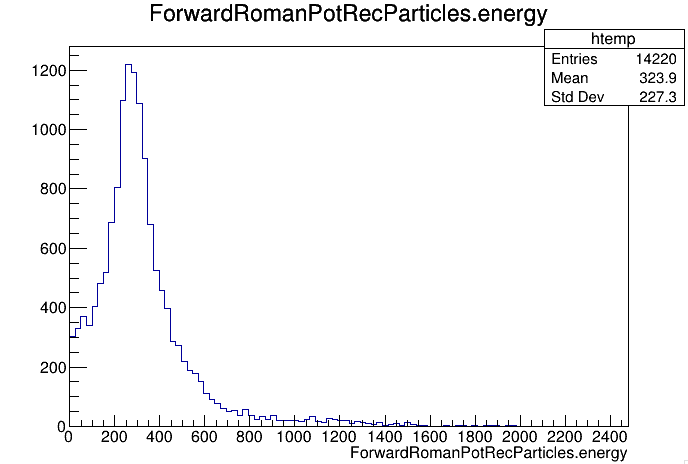 ForwardRomanPotRecParticles.energy
htemp
Entries 14220
Mean 323.9
Std Dev 227.3
1200
1000
800
600
400
200
0
0 200 400 600 800 1000 1200 1400 1600 1800 2000 2200 2400
ForwardRomanPotRecParticles.energy